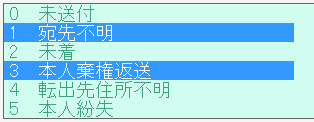 0 未送付
1 宛先不明
2 未着
3 本人棄権返送
4 転出先住所不明
5 本人紛失